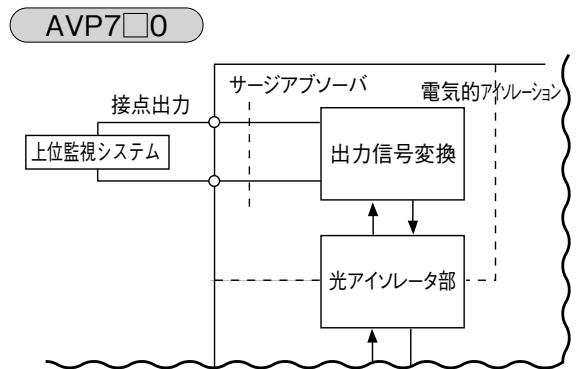 AVP7□0
サージアブソーバ
電気的アイソレーション
接点出力
上位監視システム
出力信号変換
光アイソレータ部